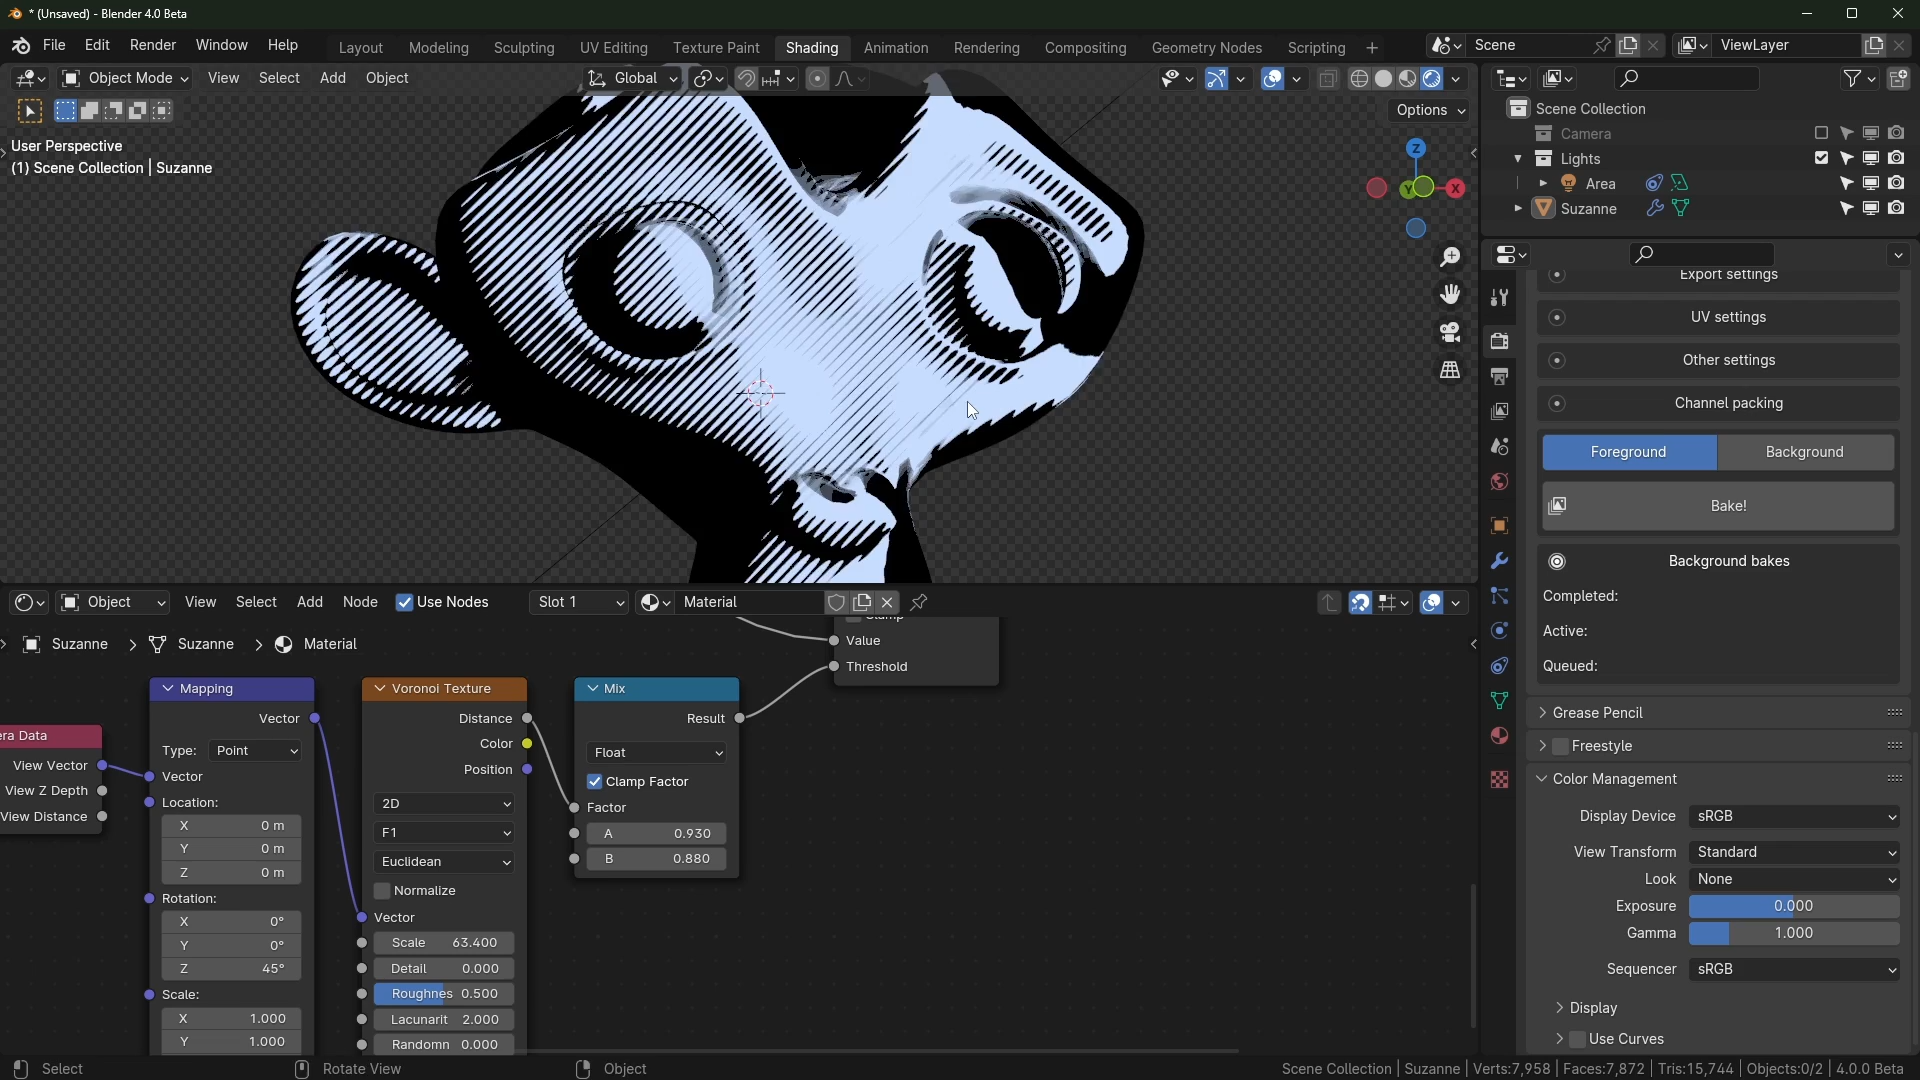 * (Unsaved) - Blender 4.0 Beta
File Edit Render Window Help
Layout Modeling Sculpting UV Editing Texture Paint Shading Animation Rendering Compositing Geometry Nodes Scripting +
Scene
ViewLayer
Object Mode View Select Add Object
Global
Options
User Perspective
(1) Scene Collection | Suzanne
Z
Y
X
Scene Collection
Camera
Lights
Area
Suzanne
Export settings
UV settings
Other settings
Channel packing
Foreground Background
Bake!
Background bakes
Completed:
Active:
Queued:
Grease Pencil
Freestyle
Color Management
Display Device sRGB
View Transform Standard
Look None
Exposure 0.000
Gamma 1.000
Sequencer sRGB
Display
Use Curves
Object View Select Add Node Use Nodes Slot 1 Material
Suzanne > Suzanne > Material
era Data
View Vector
View Z Depth
View Distance
Mapping
Vector
Type: Point
Vector
Location:
X 0 m
Y 0 m
Z 0 m
Rotation:
X 0°
Y 0°
Z 45°
Scale:
X 1.000
Y 1.000
Voronoi Texture
Distance
Color
Position
2D
F1
Euclidean
Normalize
Vector
Scale 63.400
Detail 0.000
Roughnes 0.500
Lacunarit 2.000
Randomn 0.000
Mix
Result
Float
Clamp Factor
Factor
A 0.930
B 0.880
Clamp
Value
Threshold
Select Rotate View Object
Scene Collection | Suzanne | Verts:7,958 | Faces:7,872 | Tris:15,744 | Objects:0/2 | 4.0.0 Beta